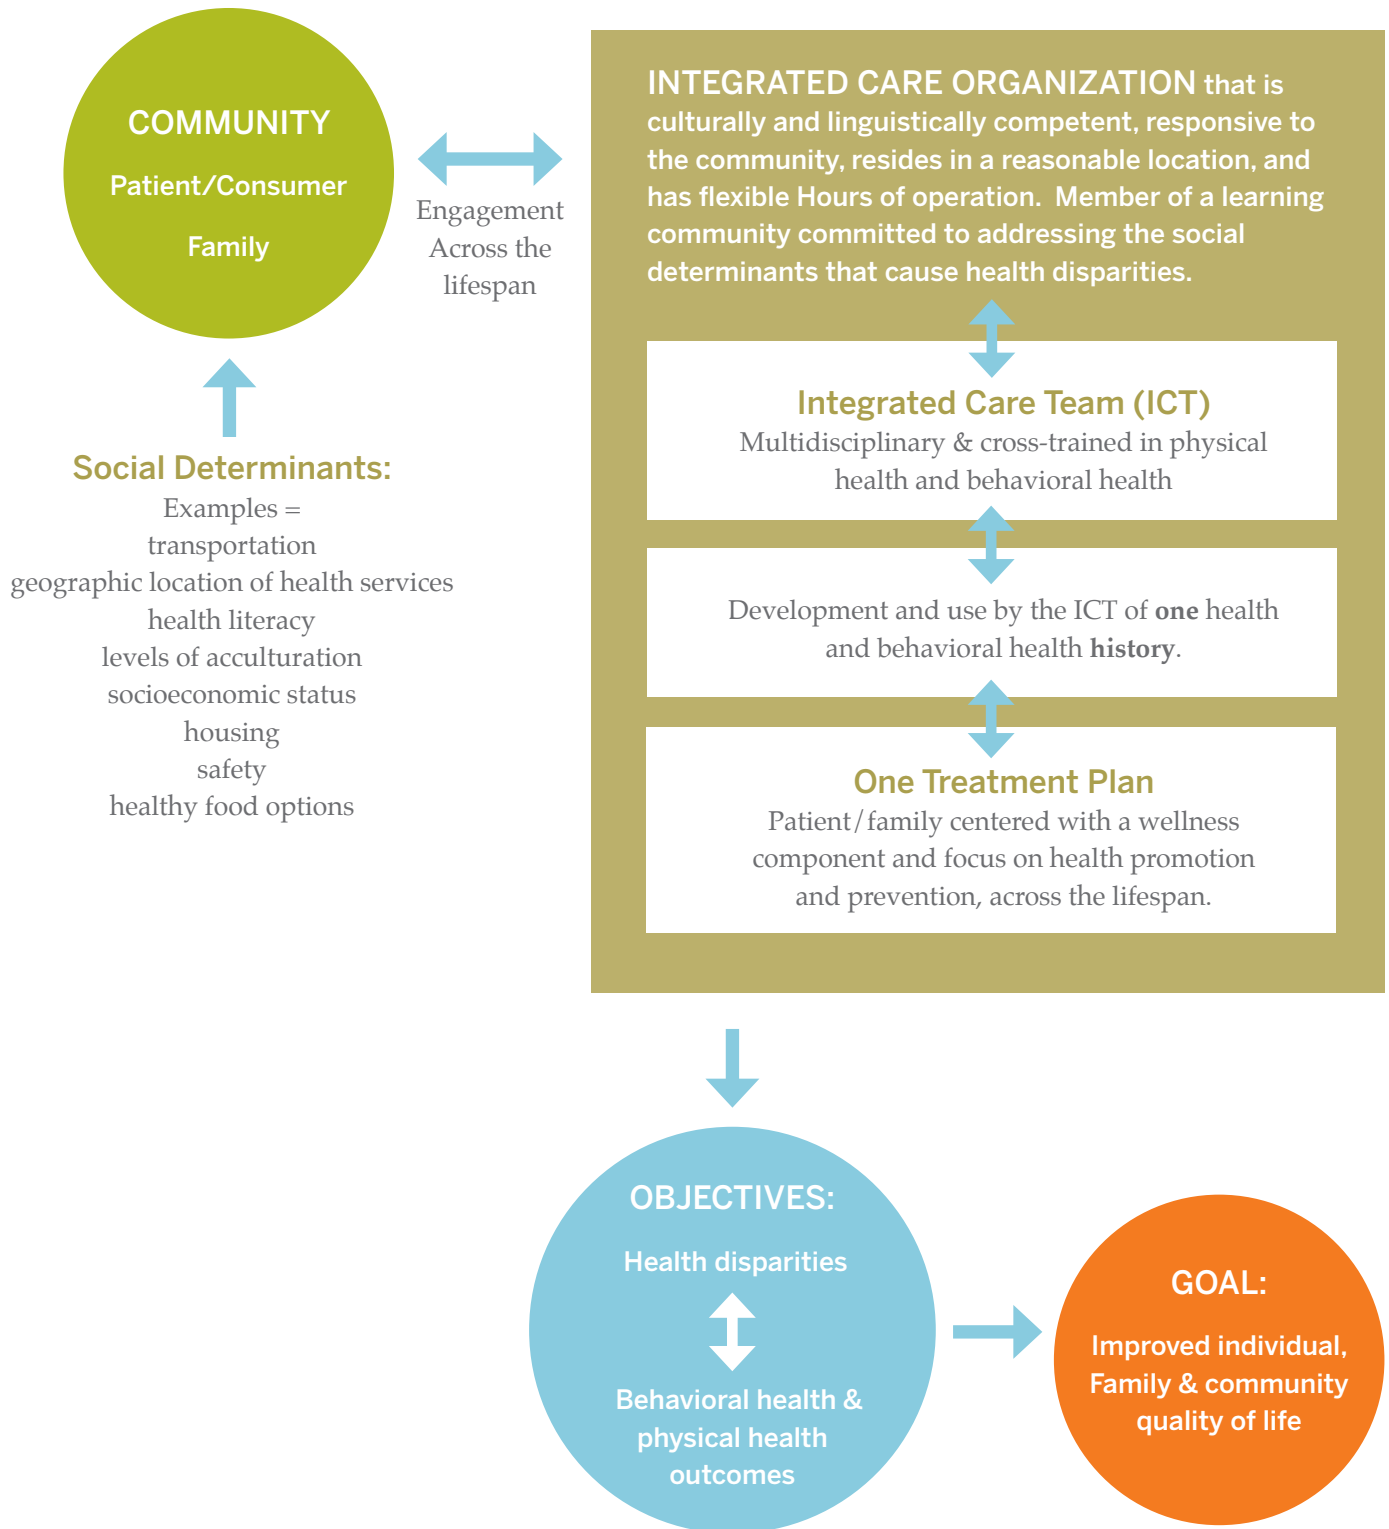 COMMUNITY
Patient/Consumer
Family
Engagement
Across the
lifespan
Social Determinants:
Examples =
transportation
geographic location of health services
health literacy
levels of acculturation
socioeconomic status
housing
safety
healthy food options
INTEGRATED CARE ORGANIZATION that is
culturally and linguistically competent, responsive to
the community, resides in a reasonable location, and
has flexible Hours of operation. Member of a learning
community committed to addressing the social
determinants that cause health disparities.
Integrated Care Team (ICT)
Multidisciplinary & cross-trained in physical
health and behavioral health
Development and use by the ICT of one health
and behavioral health history.
One Treatment Plan
Patient/family centered with a wellness
component and focus on health promotion
and prevention, across the lifespan.
OBJECTIVES:
Health disparities
Behavioral health &
physical health
outcomes
GOAL:
Improved individual,
Family & community
quality of life